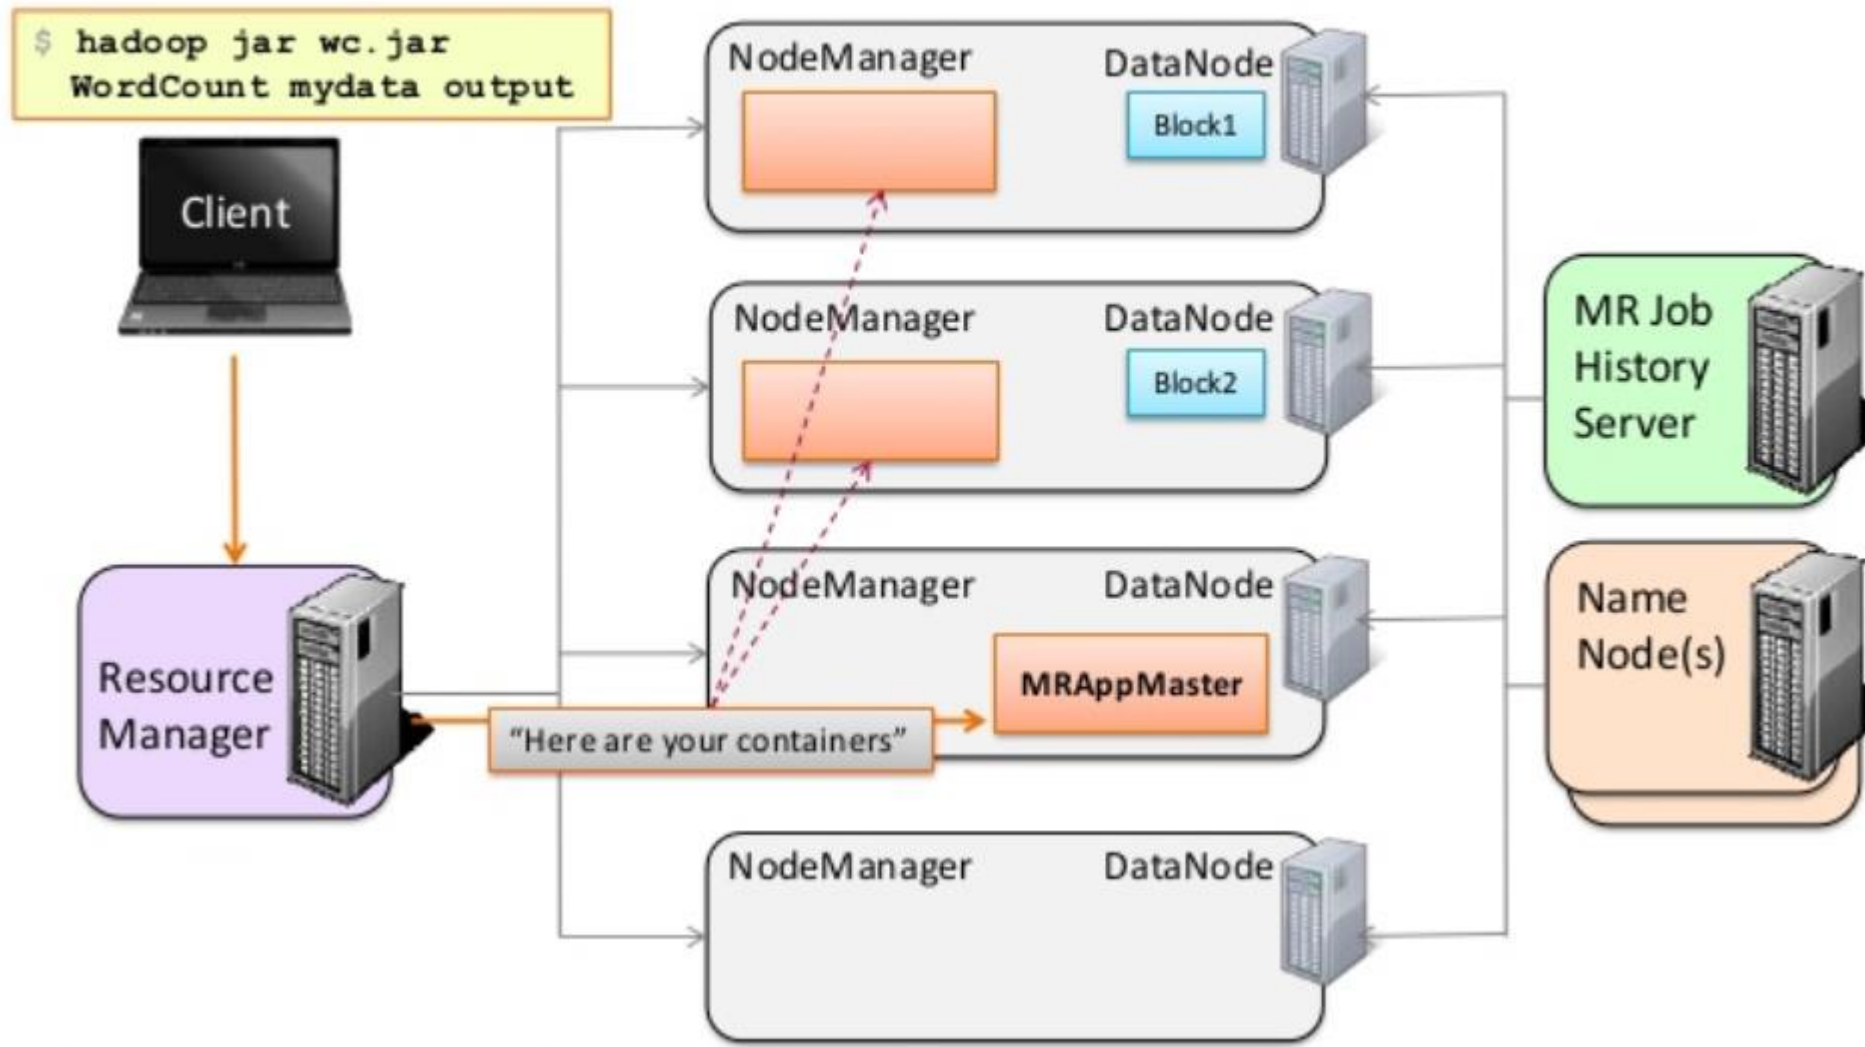 $ hadoop jar wc.jar
WordCount mydata output
Client
Resource
Manager
NodeManager DataNode
Block1
NodeManager DataNode
Block2
NodeManager DataNode
MRAppMaster
“Here are your containers”
NodeManager DataNode
MR Job
History
Server
Name
Node(s)